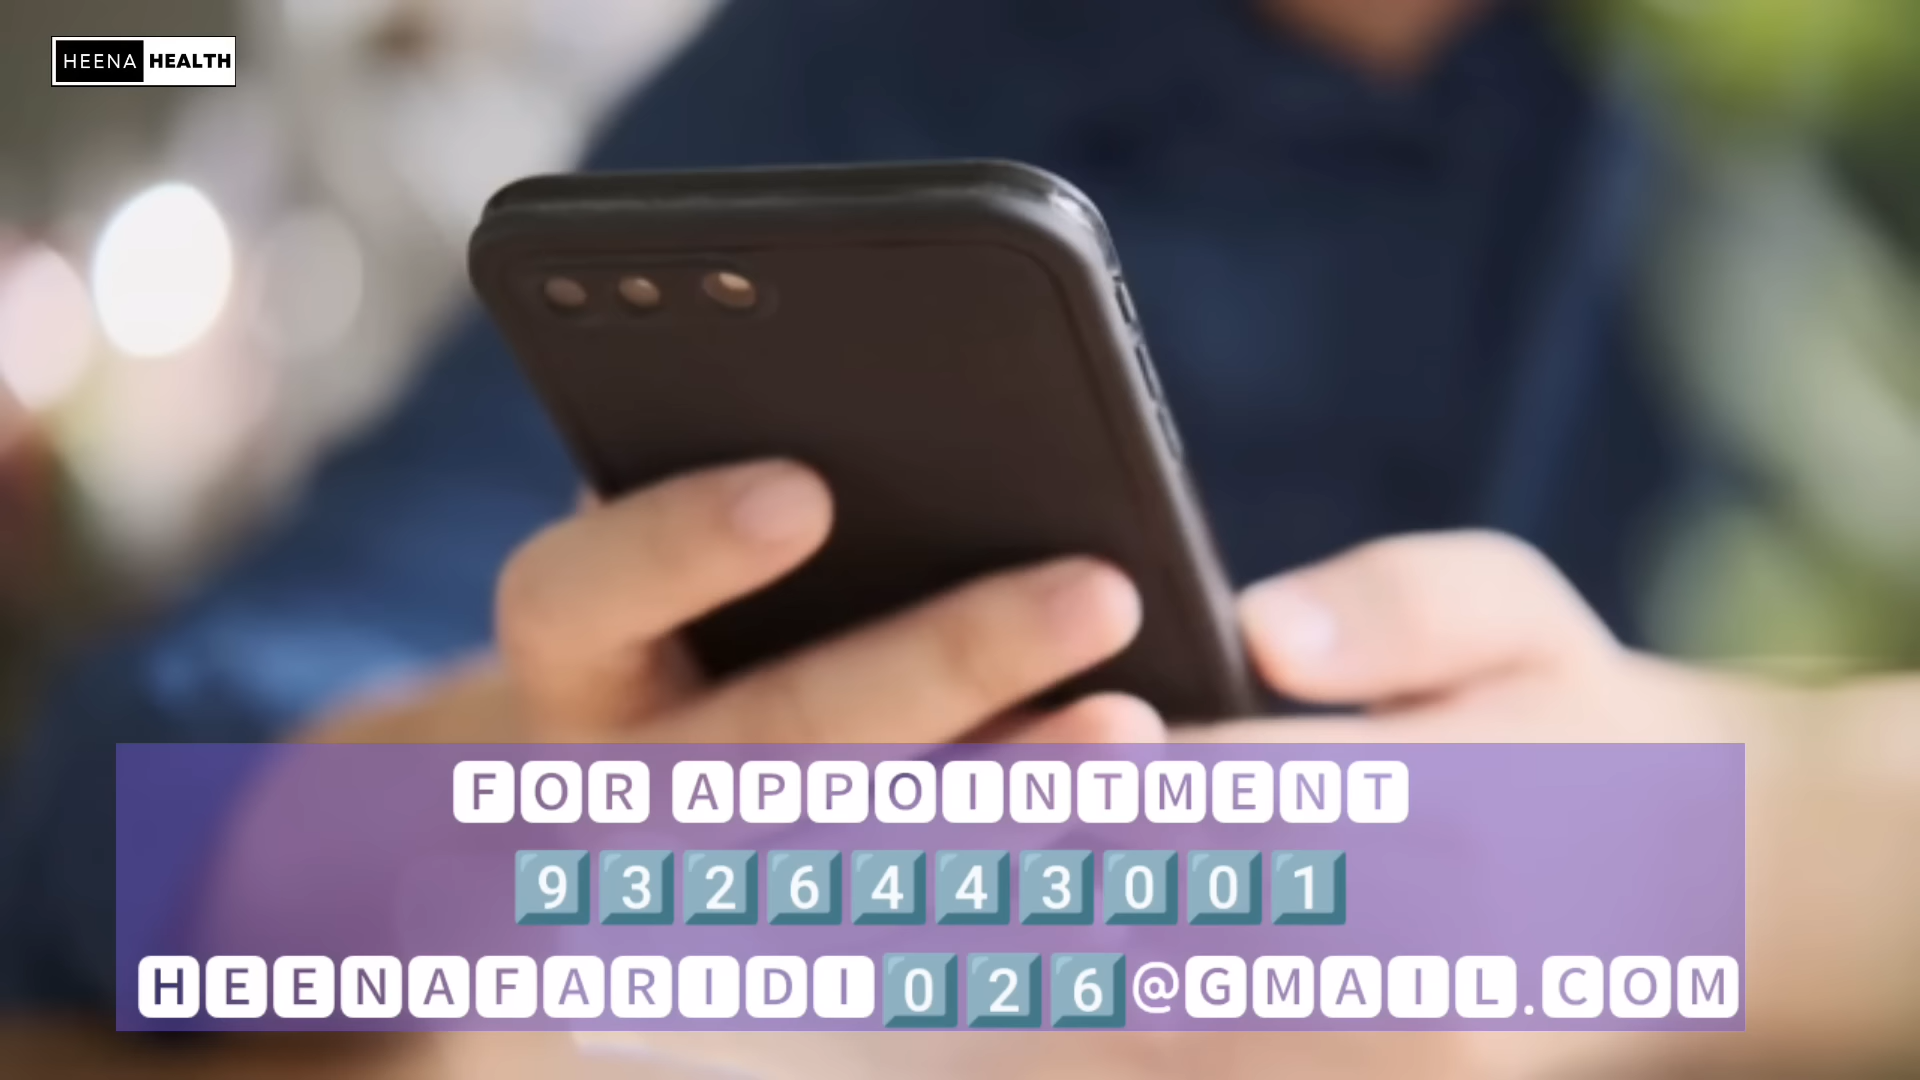 HEENA HEALTH
FOR APPOINTMENT
9326443001
HEENAFARIDI026@GMAIL.COM